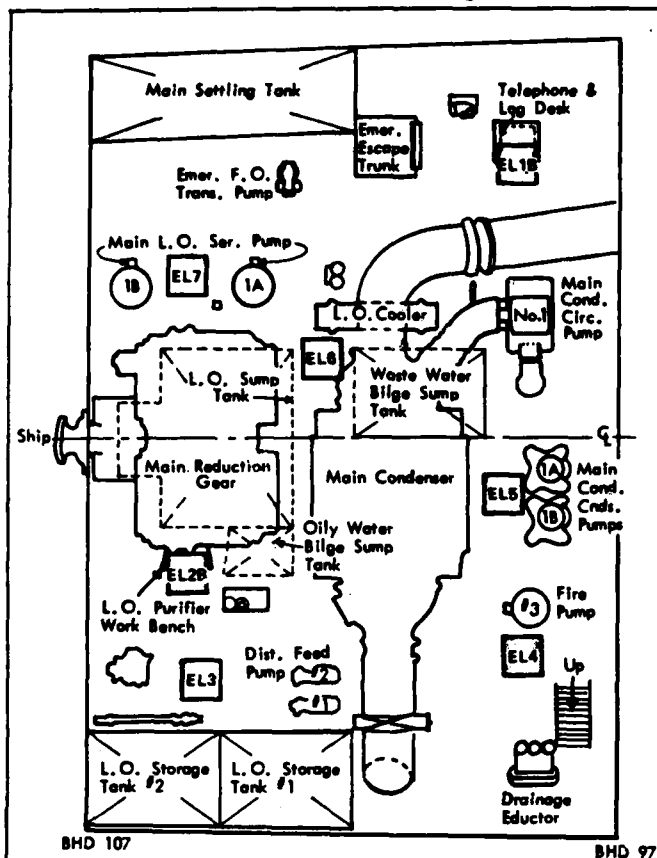 Main Settling Tank
Telephone &
Log Desk
EL1B
Emer.
Escape
Trunk
Emer. F.O.
Trans. Pump
Main L.O. Ser. Pump
1B
EL7
1A
L.O. Cooler
No.1
Main
Cond.
Circ.
Pump
EL6
L.O. Sump
Tank
Waste Water
Bilge Sump
Tank
Ship
℄
Main Reduction
Gear
Main Condenser
EL5
1A
1B
Main
Cond.
Cnds.
Pumps
Oily Water
Bilge Sump
Tank
EL2B
L.O. Purifier
Work Bench
#3
Fire
Pump
EL4
Up
Dist. Feed
Pump
#2
#1
EL3
L.O. Storage
Tank #2
L.O. Storage
Tank #1
Drainage
Eductor
BHD 107
BHD 97